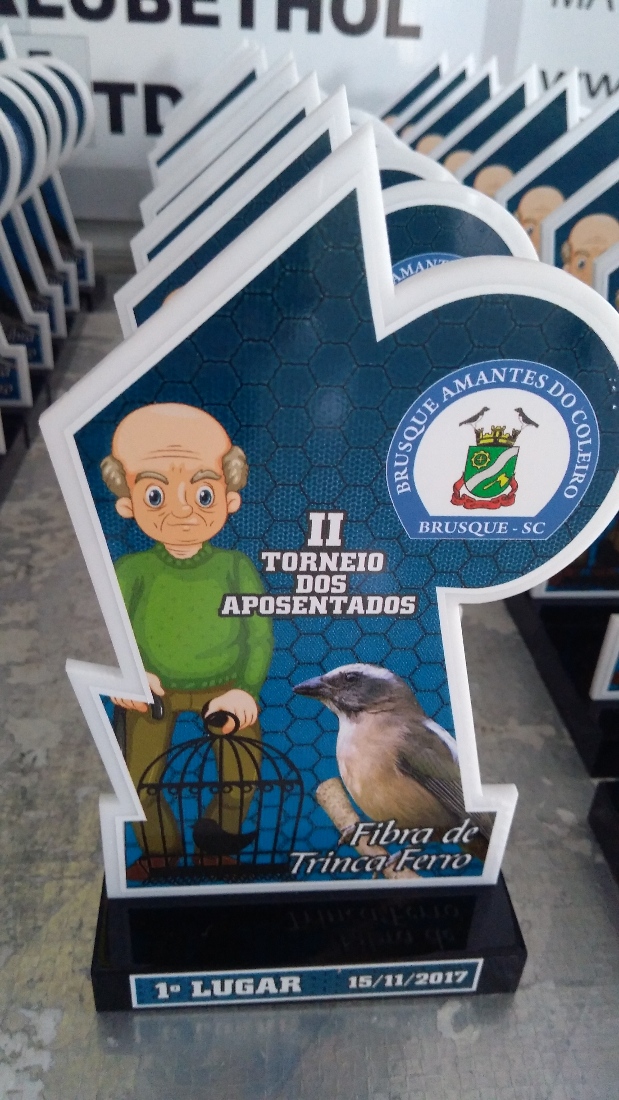 BRUSQUE AMANTES DO COLEIRO
BRUSQUE - SC
II
TORNEIO
DOS
APOSENTADOS
Fibra de
Trinca Ferro
1º LUGAR 15/11/2017